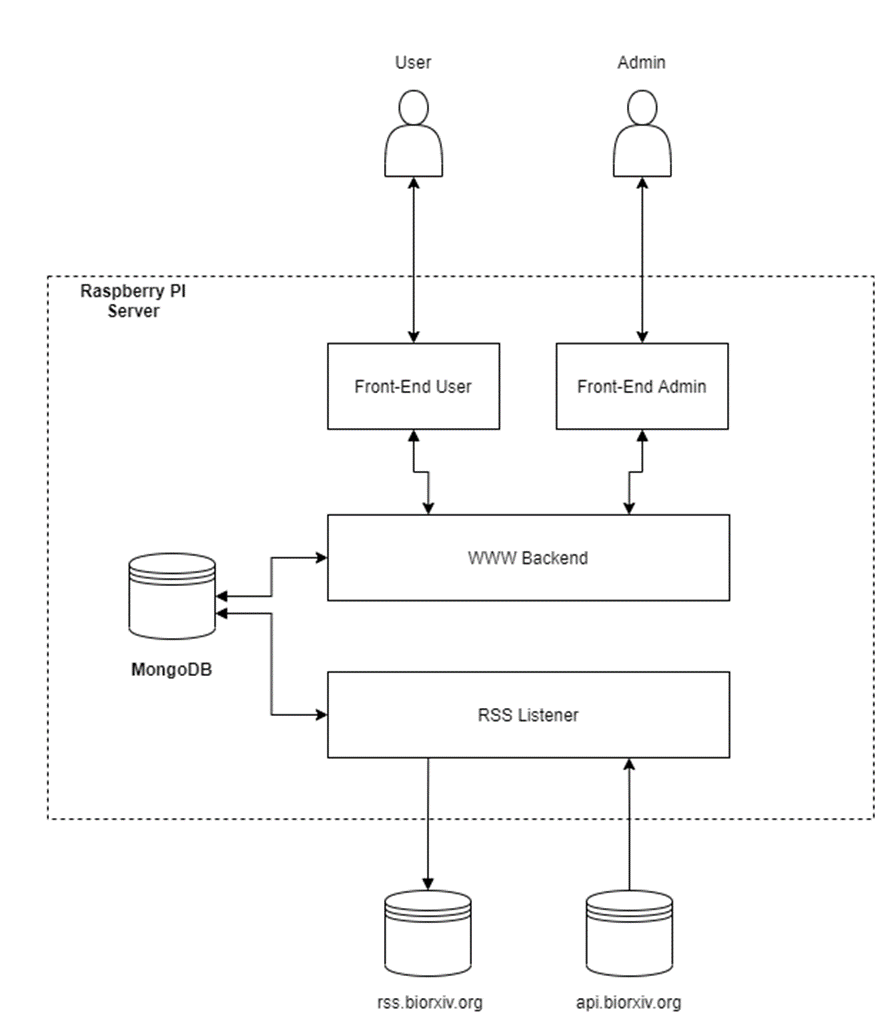 User
Admin
Raspberry PI
Server
Front-End User
Front-End Admin
WWW Backend
MongoDB
RSS Listener
rss.biorxiv.org
api.biorxiv.org